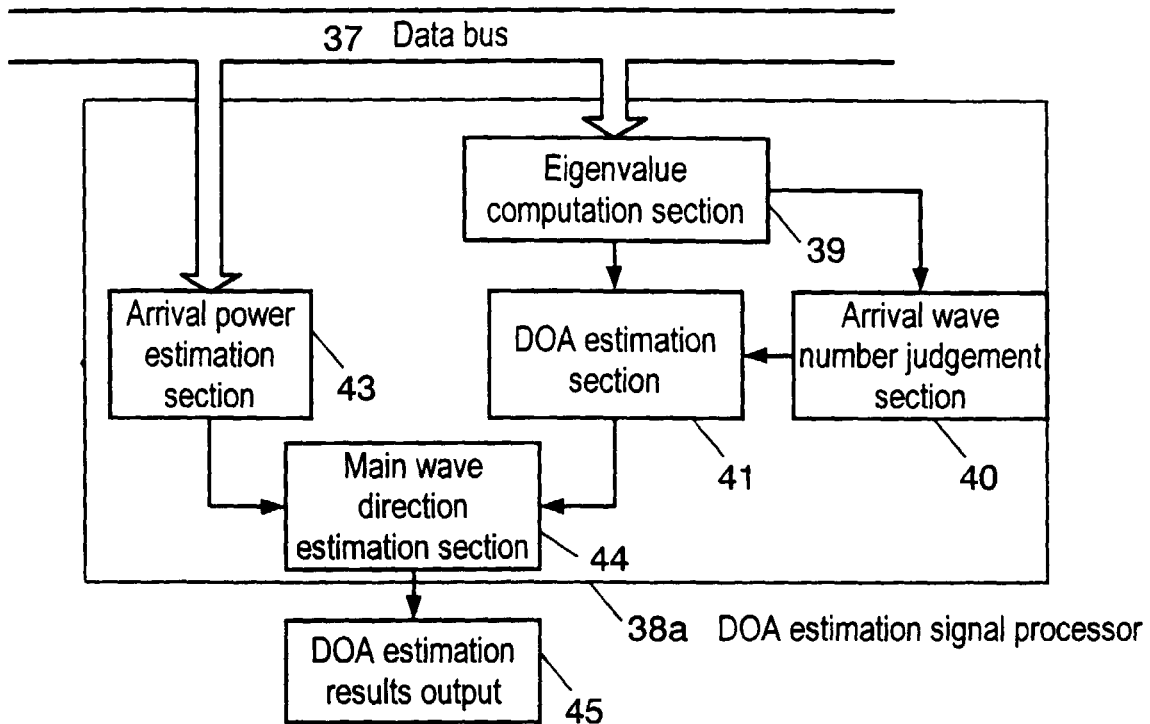 37 Data bus
Eigenvalue
computation section
39
Arrival power
estimation
section
43
DOA estimation
section
41
Arrival wave
number judgement
section
40
Main wave
direction
estimation section
44
38a DOA estimation signal processor
DOA estimation
results output
45